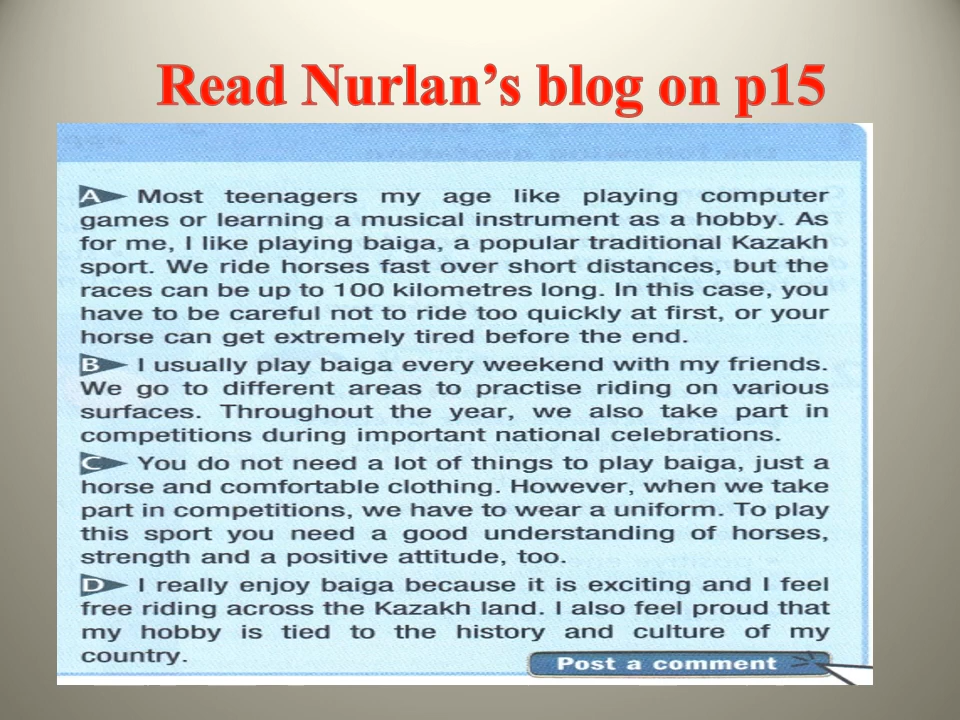 Read Nurlan's blog on p15
A Most teenagers my age like playing computer
games or learning a musical instrument as a hobby. As
for me, I like playing baiga, a popular traditional Kazakh
sport. We ride horses fast over short distances, but the
races can be up to 100 kilometres long. In this case, you
have to be careful not to ride too quickly at first, or your
horse can get extremely tired before the end.
B I usually play baiga every weekend with my friends.
We go to different areas to practise riding on various
surfaces. Throughout the year, we also take part in
competitions during important national celebrations.
C You do not need a lot of things to play baiga, just a
horse and comfortable clothing. However, when we take
part in competitions, we have to wear a uniform. To play
this sport you need a good understanding of horses,
strength and a positive attitude, too.
D I really enjoy baiga because it is exciting and I feel
free riding across the Kazakh land. I also feel proud that
my hobby is tied to the history and culture of my
country.
Post a comment